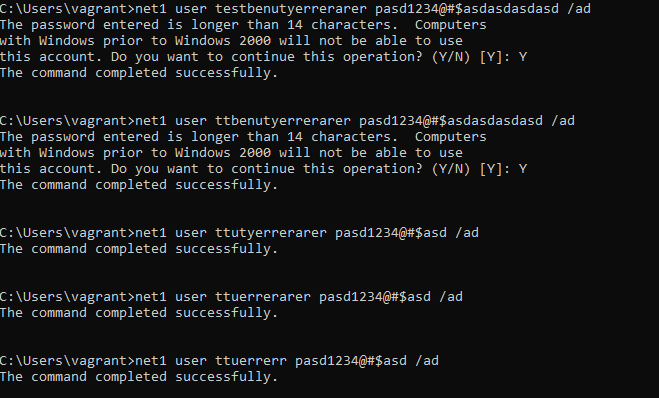 C:\Users\vagrant>net1 user testbenutyerrerarer pasd1234@#$asdasdasdasd /ad
The password entered is longer than 14 characters.  Computers
with Windows prior to Windows 2000 will not be able to use
this account. Do you want to continue this operation? (Y/N) [Y]: Y
The command completed successfully.
C:\Users\vagrant>net1 user ttbenutyerrerarer pasd1234@#$asdasdasdasd /ad
The password entered is longer than 14 characters.  Computers
with Windows prior to Windows 2000 will not be able to use
this account. Do you want to continue this operation? (Y/N) [Y]: Y
The command completed successfully.
C:\Users\vagrant>net1 user ttutyerrerarer pasd1234@#$asd /ad
The command completed successfully.
C:\Users\vagrant>net1 user ttuerrerarer pasd1234@#$asd /ad
The command completed successfully.
C:\Users\vagrant>net1 user ttuerrerr pasd1234@#$asd /ad
The command completed successfully.